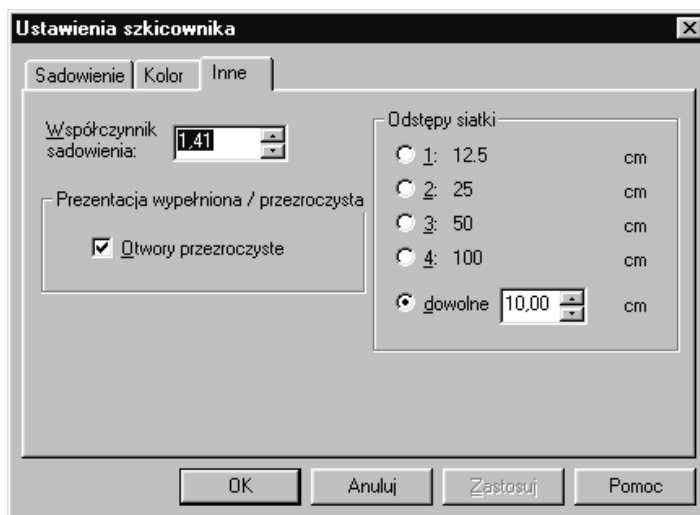 Ustawienia szkicownika
Sadowienie
Kolor
Inne
Współczynnik
sadowienia:
1,41
Prezentacja wypełniona / przezroczysta
Otwory przezroczyste
Odstępy siatki
1: 12.5 cm
2: 25 cm
3: 50 cm
4: 100 cm
dowolne 10,00 cm
OK
Anuluj
Zastosuj
Pomoc